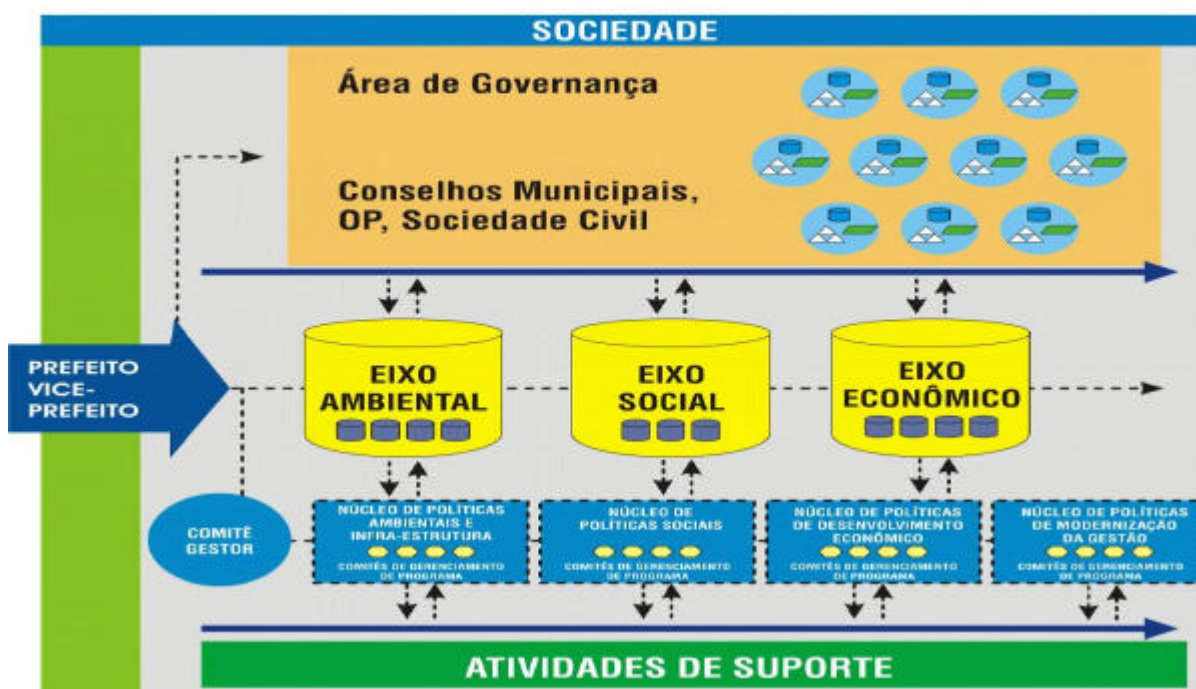 SOCIEDADE
Área de Governança
Conselhos Municipais,
OP, Sociedade Civil
PREFEITO
VICE-
PREFEITO
EIXO
AMBIENTAL
EIXO
SOCIAL
EIXO
ECONÔMICO
COMITÊ
GESTOR
NÚCLEO DE POLÍTICAS
AMBIENTAIS E
INFRA-ESTRUTURA
COMITÊS DE GERENCIAMENTO
DE PROGRAMA
NÚCLEO DE
POLÍTICAS SOCIAIS
COMITÊS DE GERENCIAMENTO
DE PROGRAMA
NÚCLEO DE POLÍTICAS
DE DESENVOLVIMENTO
ECONÔMICO
COMITÊS DE GERENCIAMENTO
DE PROGRAMA
NÚCLEO DE POLÍTICAS
DE MODERNIZAÇÃO
DA GESTÃO
COMITÊS DE GERENCIAMENTO
DE PROGRAMA
ATIVIDADES DE SUPORTE